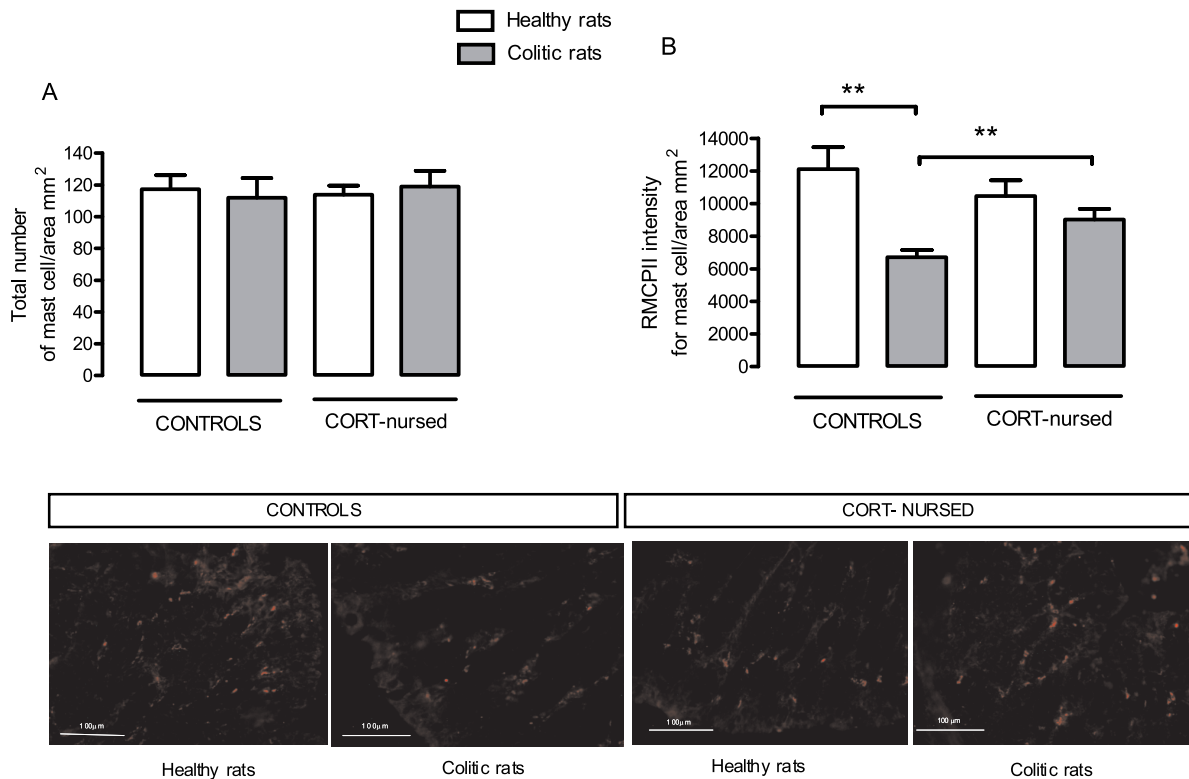 Healthy rats
Colitic rats
A
140
120
100
80
60
40
20
0
Total number
of mast cell/area mm²
CONTROLS
CORT-nursed
B
**
**
14000
12000
10000
8000
6000
4000
2000
0
RMCPII intensity
for mast cell/area mm²
CONTROLS
CORT-nursed
CONTROLS
CORT- NURSED
100µm
100µm
100µm
100µm
Healthy rats
Colitic rats
Healthy rats
Colitic rats